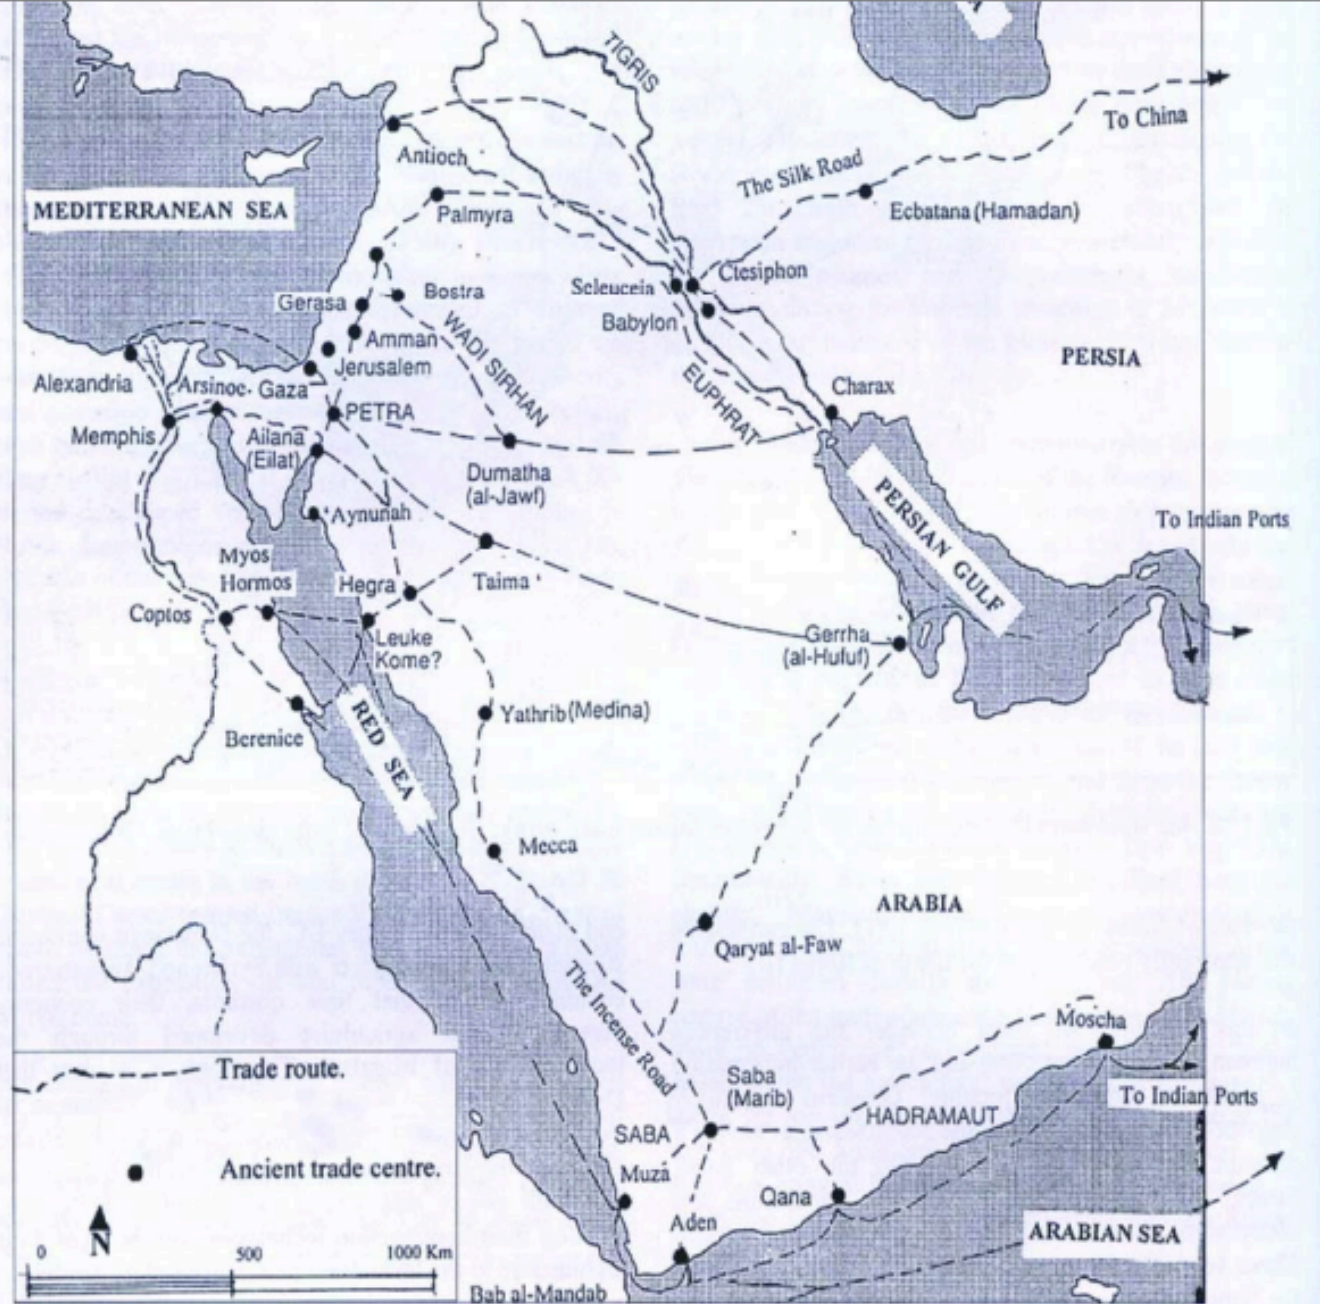 TIGRIS
To China
Antioch
The Silk Road
MEDITERRANEAN SEA
Palmyra
Ecbatana (Hamadan)
Ctesiphon
Scleuceia
Gerasa
Bostra
Babylon
WADI SIRHAN
Amman
PERSIA
Jerusalem
Alexandria
Arsinoe
Gaza
EUPHRAT
Charax
PETRA
Memphis
Ailana
(Eilat)
Dumatha
(al-Jawf)
PERSIAN GULF
Aynunah
To Indian Ports
Myos
Hormos
Hegra
Taima
Copios
Leuke
Kome?
Gerrha
(al-Hufuf)
RED SEA
Yathrib (Medina)
Berenice
Mecca
ARABIA
Qaryat al-Faw
The Incense Road
Moscha
Trade route.
Saba
(Marib)
To Indian Ports
HADRAMAUT
SABA
Ancient trade centre.
Muza
Qana
Aden
ARABIAN SEA
N
0 500 1000 Km
Bab al-Mandab